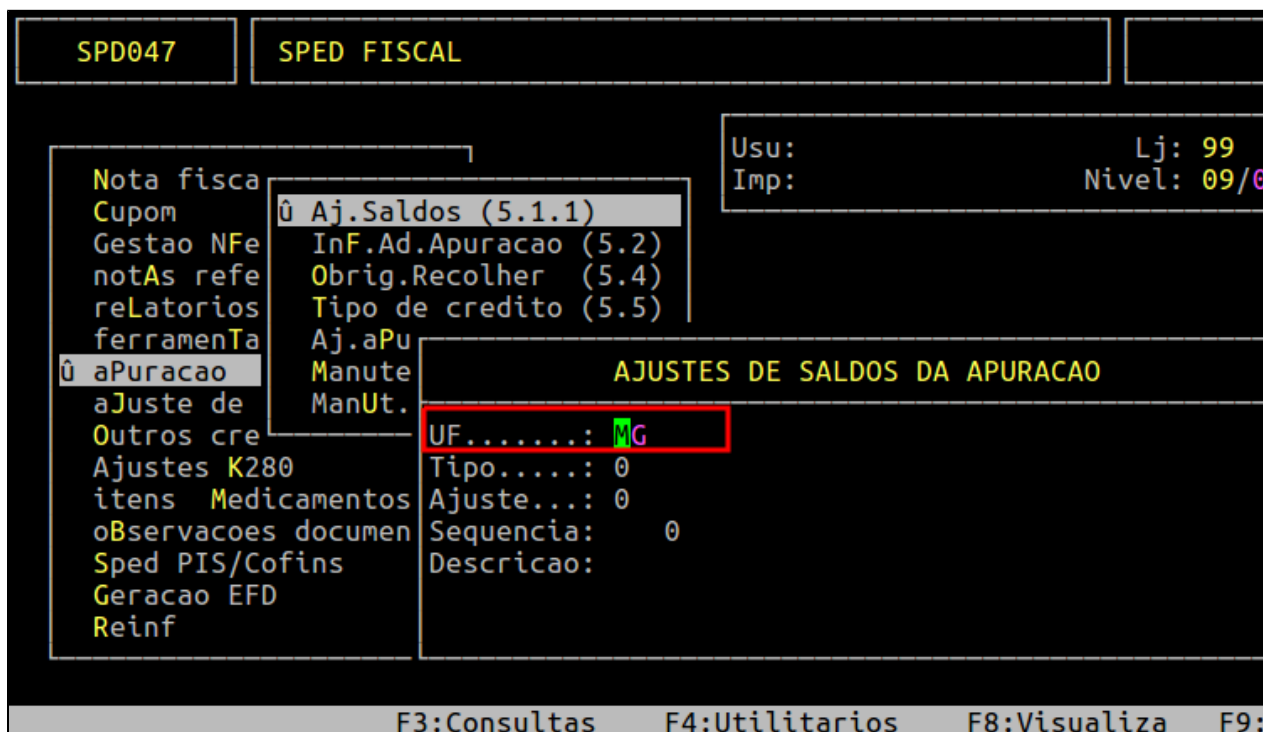 SPD047 SPED FISCAL
Usu: Lj: 99
Imp: Nivel: 09/0
Nota fisca
Cupom
Gestao NFe
notAs refe
reLatorios
ferramenTa
û aPuracao
aJuste de
Outros cre
Ajustes K280
itens Medicamentos
oBservacoes documen
Sped PIS/Cofins
Geracao EFD
Reinf
û Aj.Saldos (5.1.1)
InF.Ad.Apuracao (5.2)
Obrig.Recolher (5.4)
Tipo de credito (5.5)
Aj.aPu
Manute
ManUt.
AJUSTES DE SALDOS DA APURACAO
UF.......: MG
Tipo.....: 0
Ajuste...: 0
Sequencia: 0
Descricao:
F3:Consultas F4:Utilitarios F8:Visualiza F9: